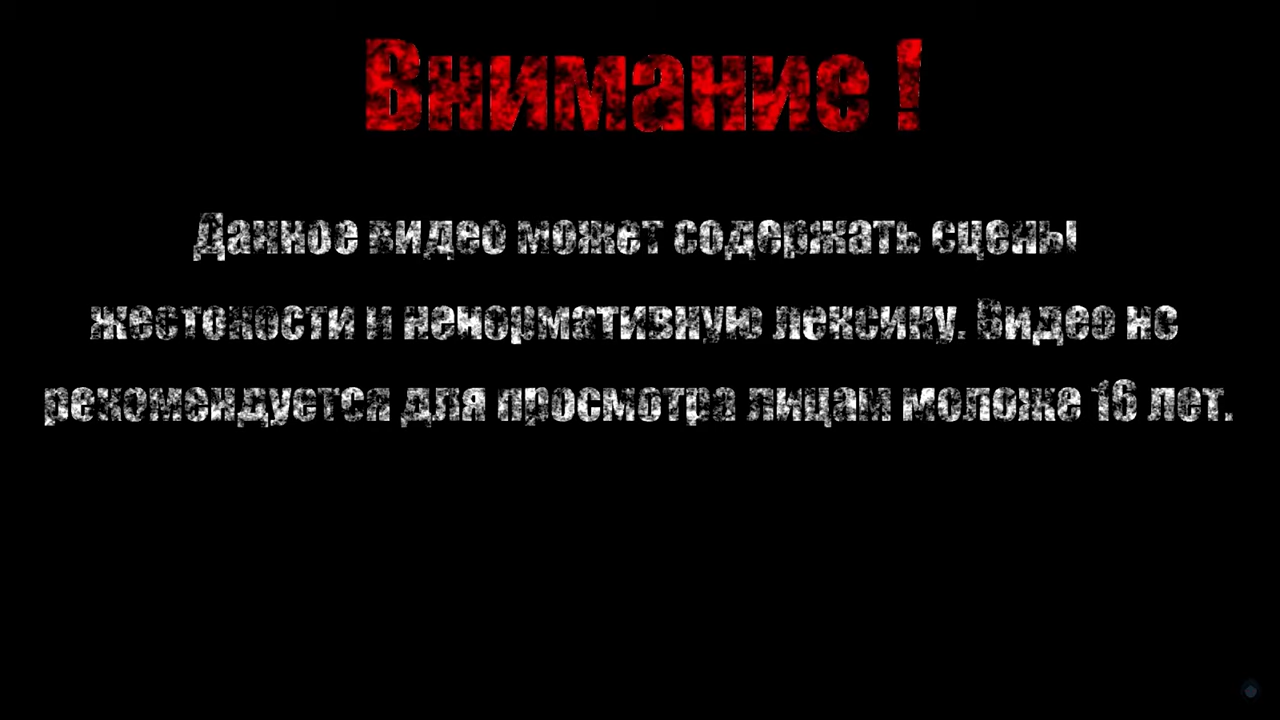 Внимание !
Данное видео может содержать сцены
жестокости и ненормативную лексику. Видео не
рекомендуется для просмотра лицам моложе 16 лет.